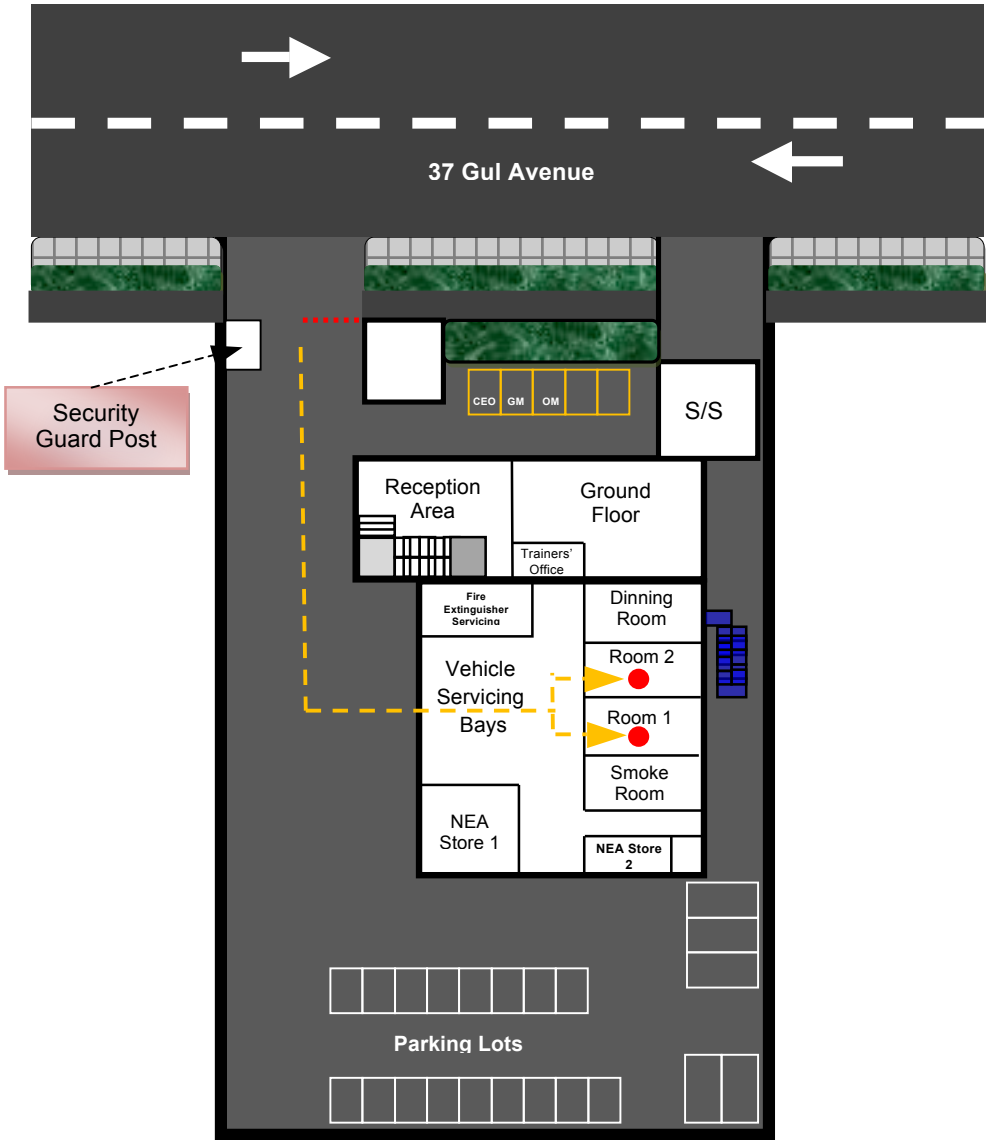 37 Gul Avenue
CEO GM OM
Security
Guard Post
S/S
Reception
Area
Ground
Floor
Trainers'
Office
Fire
Extinguisher
Servicing
Dinning
Room
Vehicle
Servicing
Bays
Room 2
Room 1
Smoke
Room
NEA
Store 1
NEA Store
2
Parking Lots